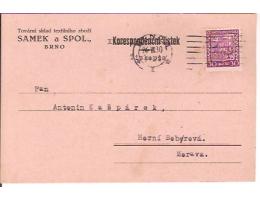 Tovární sklad textilního zboží
SAMEK a SPOL.,
BRNO
Korespondenční lístek
Pan
Antonín Kašpárek,
Horní Bobrová.
Morava.